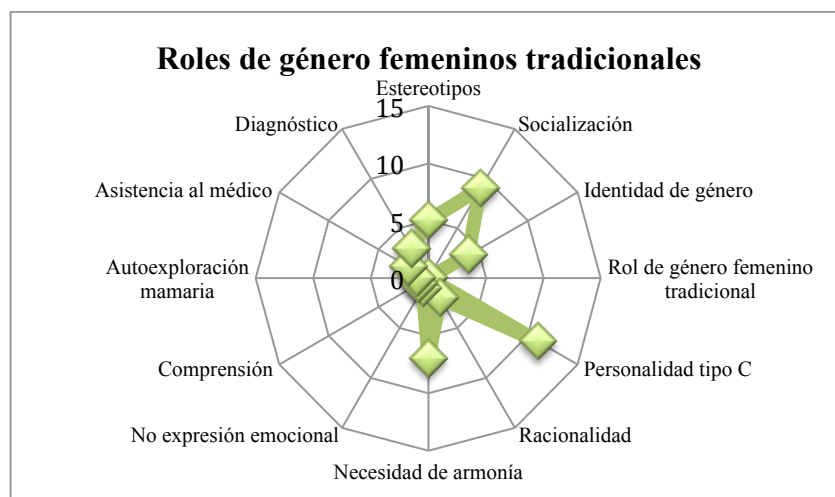 Roles de género femeninos tradicionales
Estereotipos
Socialización
Identidad de género
Rol de género femenino
tradicional
Personalidad tipo C
Racionalidad
Necesidad de armonía
No expresión emocional
Comprensión
Autoexploración
mamaria
Asistencia al médico
Diagnóstico
15
10
5
0